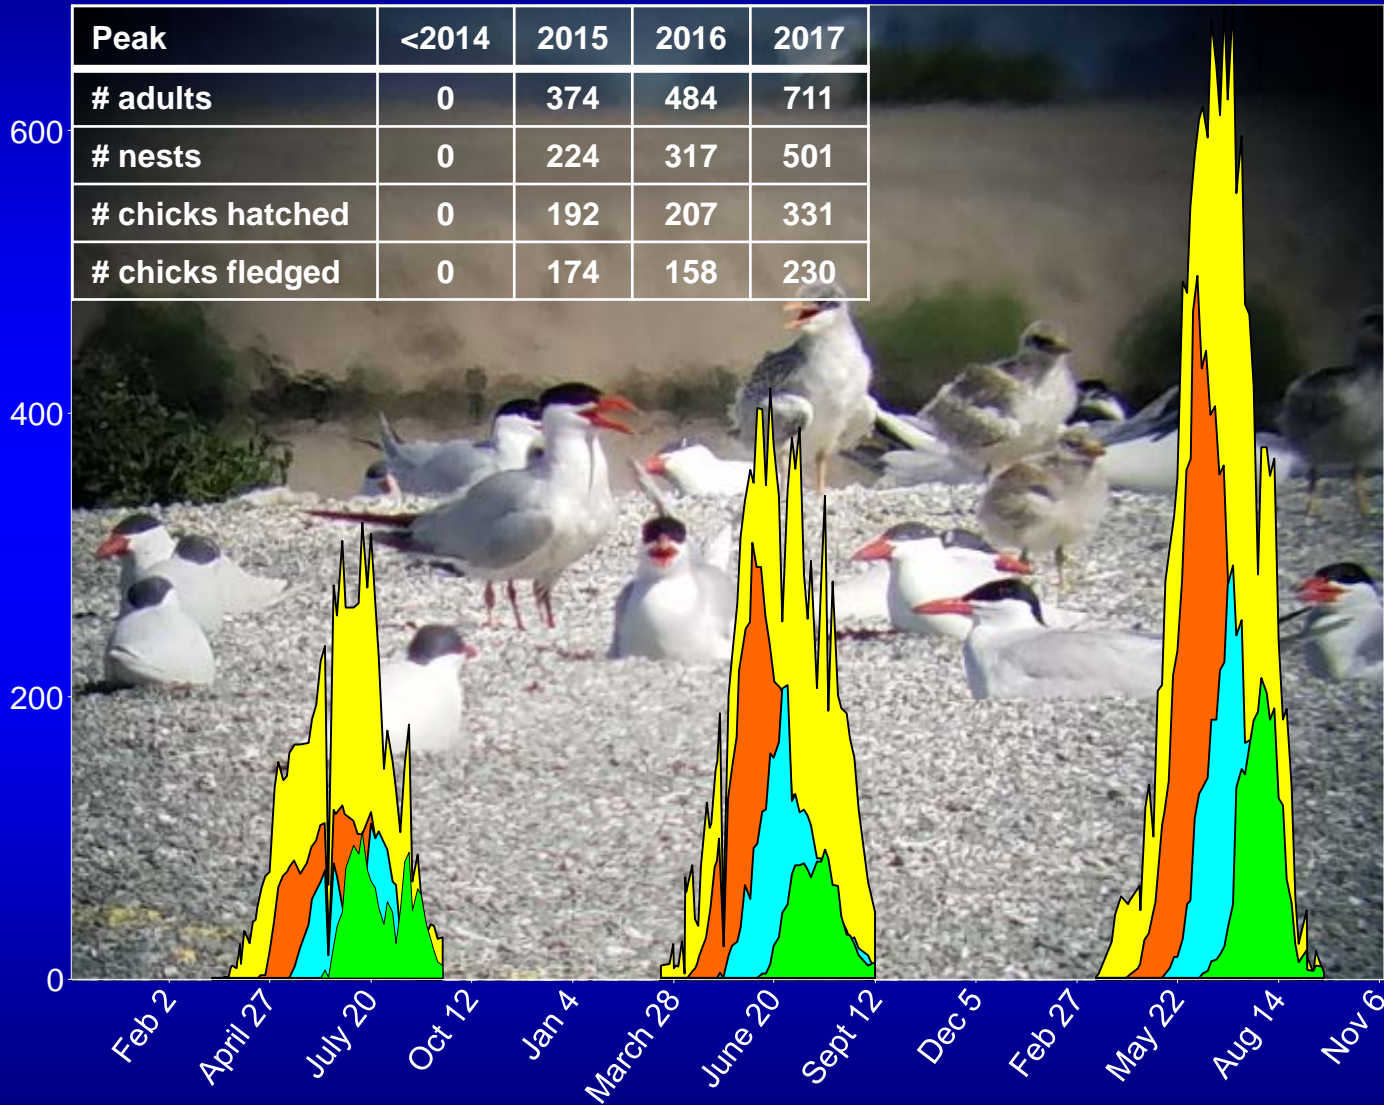 Peak <2014 2015 2016 2017
# adults 0 374 484 711
# nests 0 224 317 501
# chicks hatched 0 192 207 331
# chicks fledged 0 174 158 230
600
400
200
0
Feb 2 April 27 July 20 Oct 12 Jan 4 March 28 June 20 Sept 12 Dec 5 Feb 27 May 22 Aug 14 Nov 6